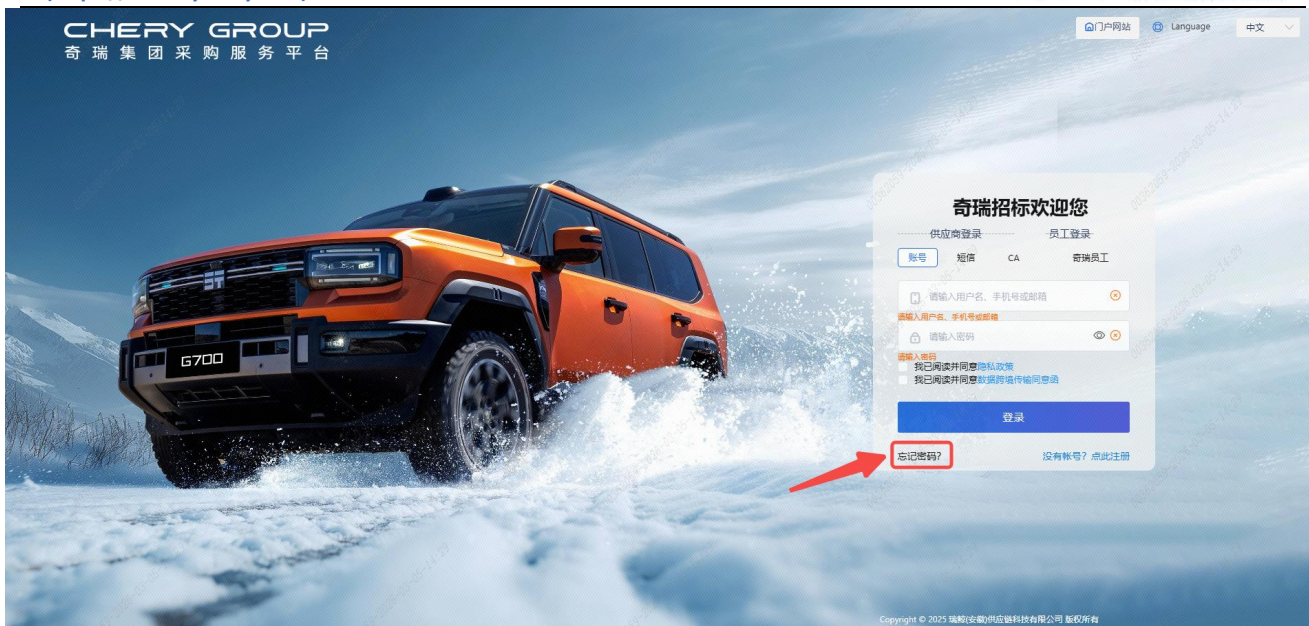 CHERY GROUP
奇瑞集团采购服务平台
门户网站 Language 中文
G700
奇瑞招标欢迎您
供应商登录 员工登录
账号 短信 CA 奇瑞员工
请输入用户名、手机号或邮箱
请输入用户名、手机号或邮箱
请输入密码
请输入密码
我已阅读并同意隐私政策
我已阅读并同意数据跨境传输同意函
登录
忘记密码? 没有帐号?点此注册
Copyright © 2025 瑞鲸(安徽)供应链科技有限公司 版权所有